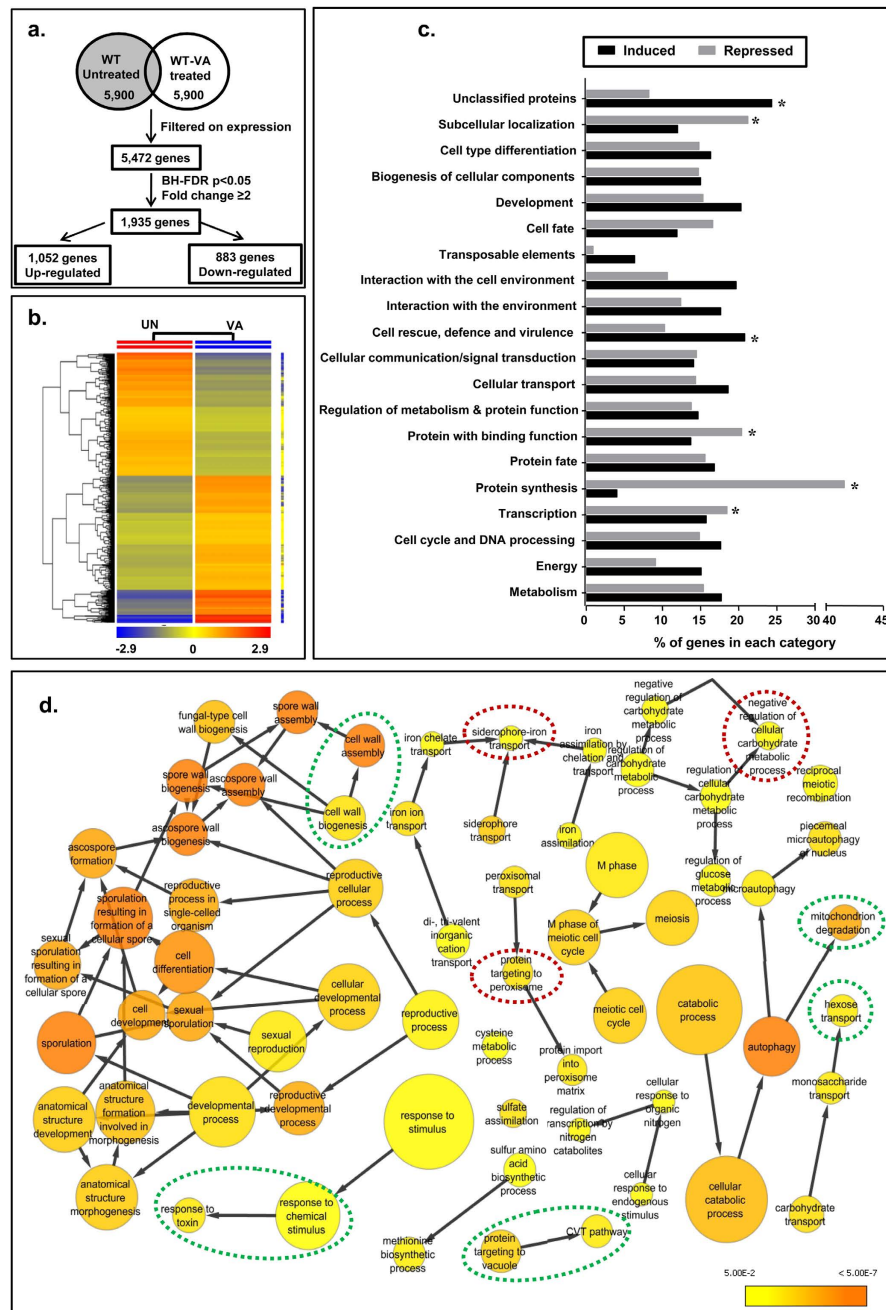 a.
WT
Untreated
5,900
WT-VA
treated
5,900
Filtered on expression
5,472 genes
BH-FDR p<0.05
Fold change ≥2
1,935 genes
1,052 genes
Up-regulated
883 genes
Down-regulated
b.
UN
VA
-2.9
0
2.9
c.
Induced
Repressed
Unclassified proteins
*
Subcellular localization
*
Cell type differentiation
Biogenesis of cellular components
Development
Cell fate
Transposable elements
Interaction with the cell environment
Interaction with the environment
Cell rescue, defence and virulence
*
Cellular communication/signal transduction
Cellular transport
Regulation of metabolism & protein function
Protein with binding function
*
Protein fate
Protein synthesis
*
Transcription
*
Cell cycle and DNA processing
Energy
Metabolism
0 5 10 15 20 25 30 40 45
% of genes in each category
d.
fungal-type cell
wall biogenesis
spore wall
assembly
cell wall
assembly
spore wall
biogenesis
ascospore wall
assembly
cell wall
biogenesis
ascospore wall
biogenesis
ascospore
formation
reproductive
cellular
process
sporulation
resulting in
formation of a
cellular spore
reproductive
process in
single-celled
organism
sexual
sporulation
resulting in
formation of a
cellular spore
cell
differentiation
cellular
developmental
process
cell
development
sexual
sporulation
sporulation
sexual
reproduction
reproductive
process
anatomical
structure
development
anatomical
structure
formation
involved in
morphogenesis
developmental
process
reproductive
developmental
process
anatomical
structure
morphogenesis
response to
stimulus
response to
toxin
response to
chemical
stimulus
iron chelate
transport
siderophore-iron
transport
iron
assimilation by
chelation and
transport
iron ion
transport
siderophore
transport
iron
assimilation
peroxisomal
transport
di-, tri-valent
inorganic
cation
transport
protein
targeting to
peroxisome
cysteine
metabolic
process
protein import
into
peroxisome
matrix
sulfate
assimilation
regulation of
nitrogen
catabolites
sulfur amino
acid
biosynthetic
process
methionine
biosynthetic
process
protein
targeting to
vacuole
CVT pathway
cellular
response to
organic
nitrogen
cellular
response to
endogenous
stimulus
M phase
M phase of
meiotic cell
cycle
meiosis
meiotic cell
cycle
negative
regulation of
carbohydrate
metabolic
process
regulation of
carbohydrate
metabolic
process
negative
regulation of
cellular
carbohydrate
metabolic
process
regulation of
cellular
carbohydrate
metabolic
process
regulation of
glucose
metabolic
process
reciprocal
meiotic
recombination
piecemeal
microautophagy
of nucleus
microautophagy
mitochondrion
degradation
catabolic
process
autophagy
hexose
transport
monosaccharide
transport
cellular
catabolic
process
carbohydrate
transport
5.00E-2
< 5.00E-7